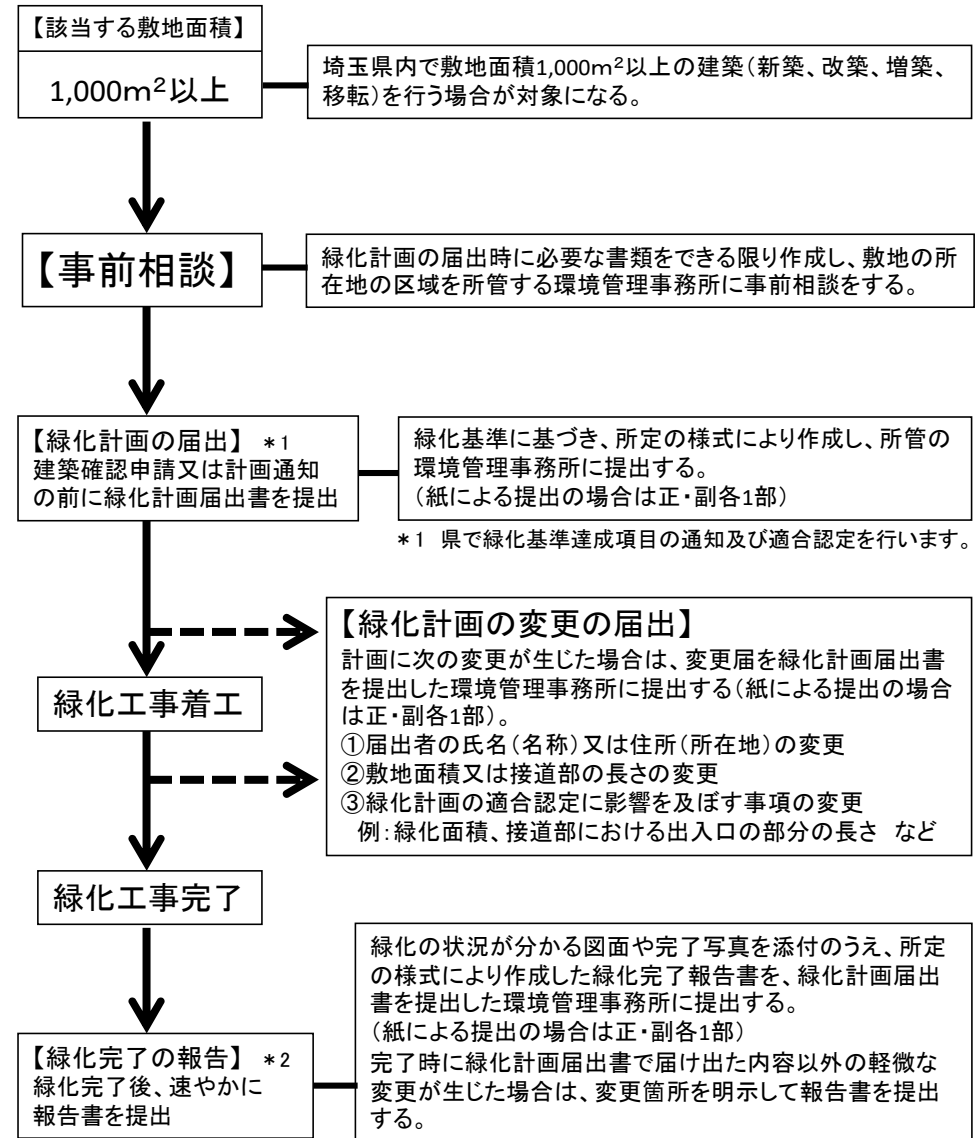 【該当する敷地面積】
1,000m²以上
埼玉県内で敷地面積1,000m²以上の建築(新築、改築、増築、
移転)を行う場合が対象になる。
【事前相談】
緑化計画の届出時に必要な書類をできる限り作成し、敷地の所
在地の区域を所管する環境管理事務所に事前相談をする。
【緑化計画の届出】 *1
建築確認申請又は計画通知
の前に緑化計画届出書を提出
緑化基準に基づき、所定の様式により作成し、所管の
環境管理事務所に提出する。
(紙による提出の場合は正・副各1部)
*1 県で緑化基準達成項目の通知及び適合認定を行います。
【緑化計画の変更の届出】
計画に次の変更が生じた場合は、変更届を緑化計画届出書
を提出した環境管理事務所に提出する(紙による提出の場合
は正・副各1部)。
①届出者の氏名(名称)又は住所(所在地)の変更
②敷地面積又は接道部の長さの変更
③緑化計画の適合認定に影響を及ぼす事項の変更
例:緑化面積、接道部における出入口の部分の長さ など
緑化工事着工
緑化工事完了
【緑化完了の報告】 *2
緑化完了後、速やかに
報告書を提出
緑化の状況が分かる図面や完了写真を添付のうえ、所定
の様式により作成した緑化完了報告書を、緑化計画届出
書を提出した環境管理事務所に提出する。
(紙による提出の場合は正・副各1部)
完了時に緑化計画届出書で届け出た内容以外の軽微な
変更が生じた場合は、変更箇所を明示して報告書を提出
する。